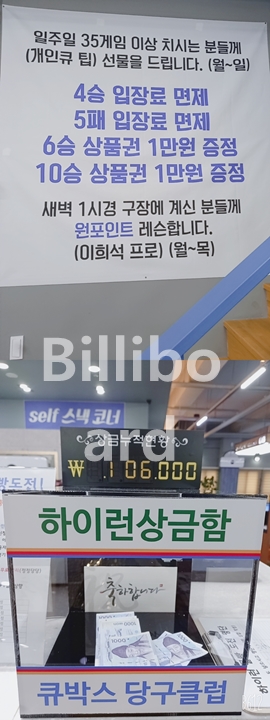 일주일 35게임 이상 치시는 분들께
(개인큐 팁) 선물을 드립니다. (월~일)
4승 입장료 면제
5패 입장료 면제
6승 상품권 1만원 증정
10승 상품권 1만원 증정
새벽 1시경 구장에 계신 분들께
원포인트 레슨합니다.
(이희석 프로) (월~목)
Billibo
ard
self 스낵 코너
상금누적현황
₩ 106.000
하이런상금함
축하합니다
큐박스 당구클럽